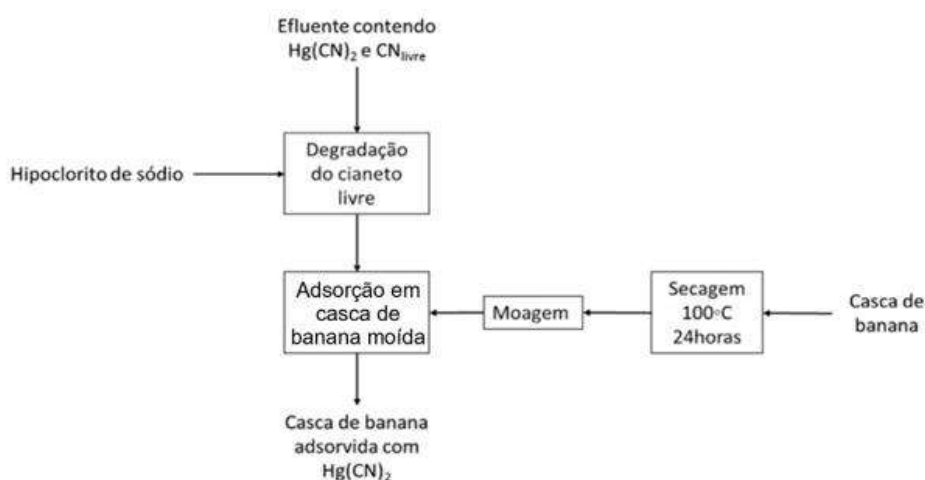 Efluente contendo
Hg(CN)₂ e CNlivre
Hipoclorito de sódio
Degradação
do cianeto
livre
Adsorção em
casca de
banana moída
Moagem
Secagem
100◦C
24horas
Casca de
banana
Casca de banana
adsorvida com
Hg(CN)₂